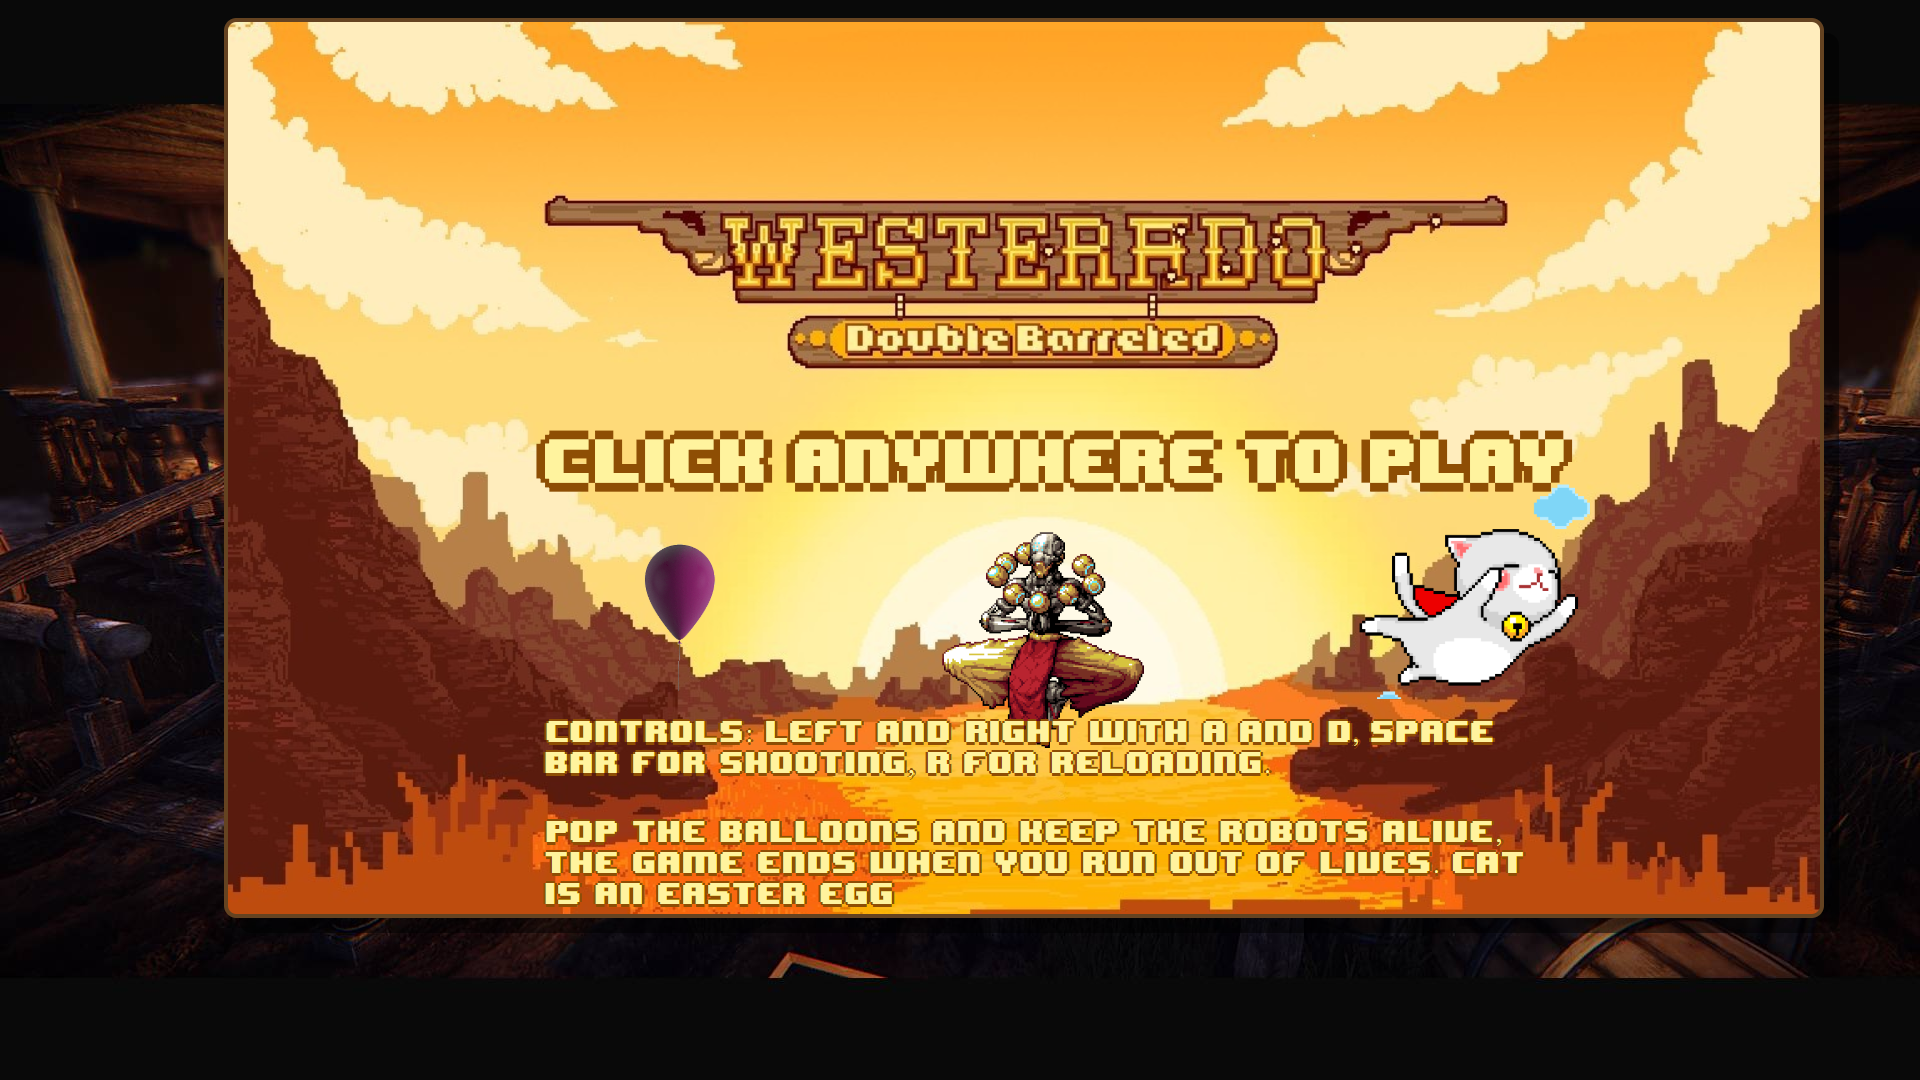 WESTERADO
Double Barreled
CLICK ANYWHERE TO PLAY
CONTROLS: LEFT AND RIGHT WITH A AND D, SPACE
BAR FOR SHOOTING, R FOR RELOADING.
POP THE BALLOONS AND KEEP THE ROBOTS ALIVE,
THE GAME ENDS WHEN YOU RUN OUT OF LIVES. CAT
IS AN EASTER EGG